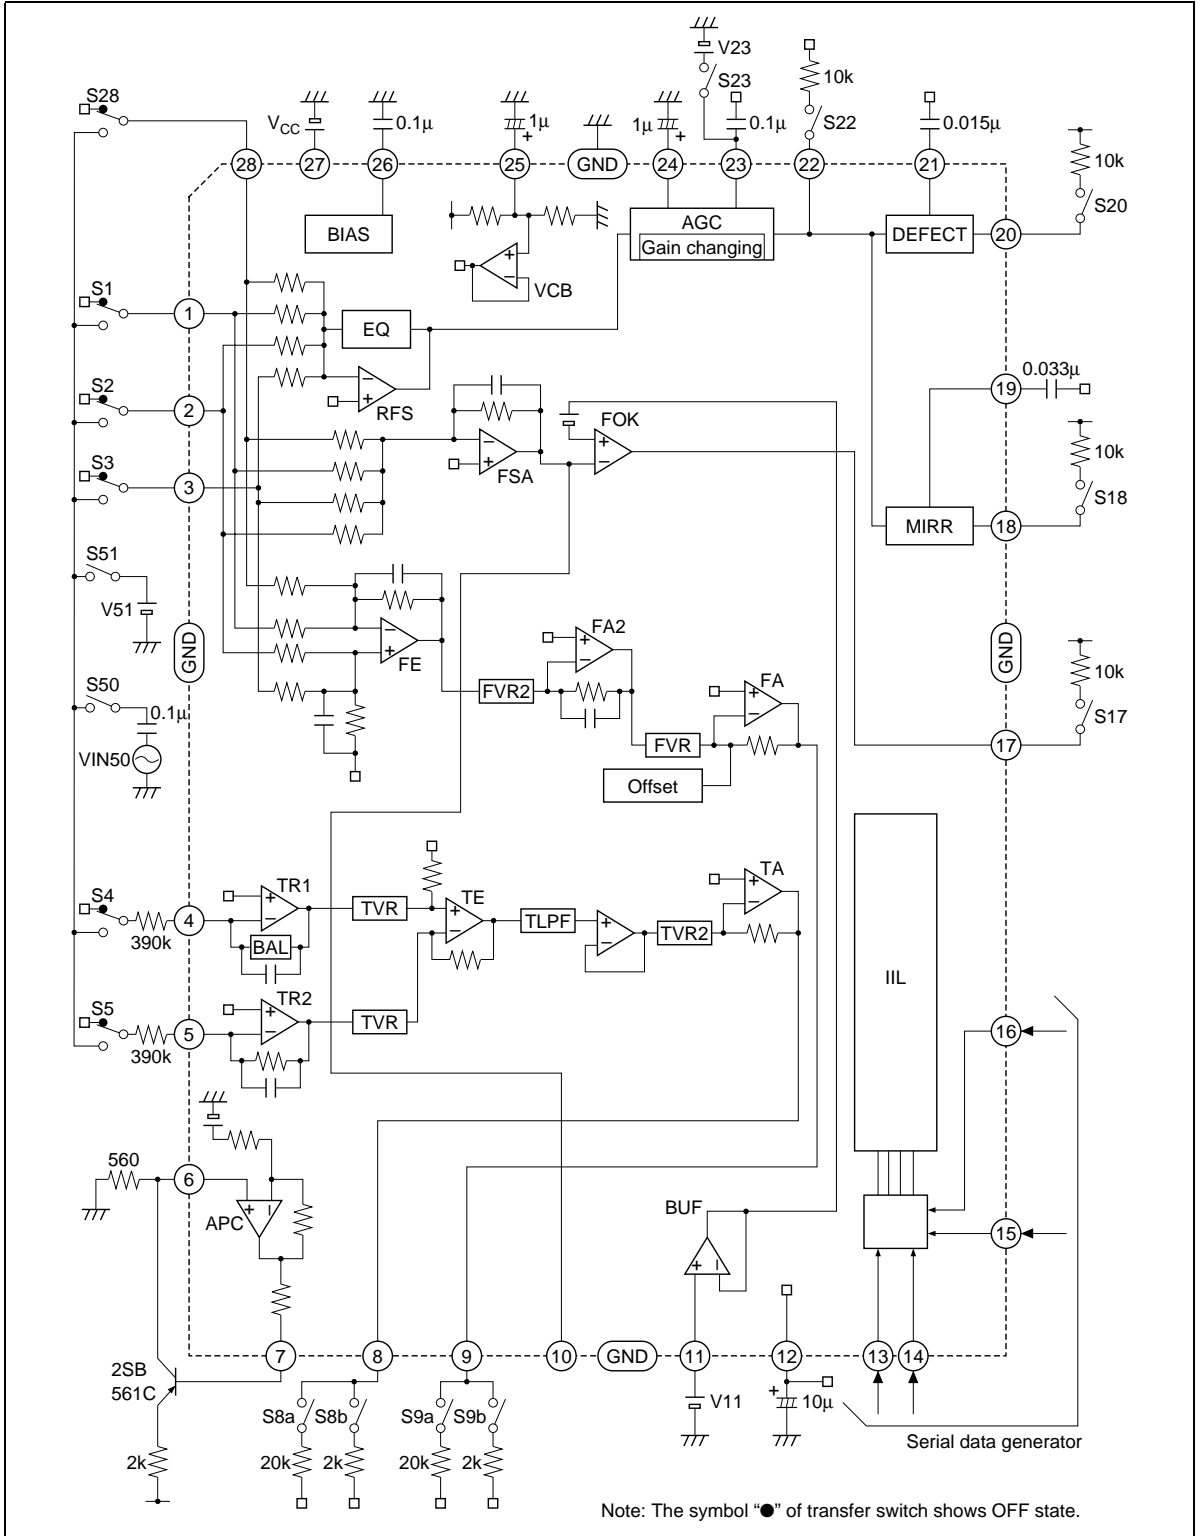 V23
S23
10k
S28
VCC
0.1μ
1μ
1μ
0.1μ
S22
0.015μ
10k
28
27
26
25
GND
24
23
22
21
S20
BIAS
AGC
Gain changing
DEFECT
20
VCB
S1
1
EQ
0.033μ
19
S2
2
RFS
FOK
10k
S3
3
FSA
S18
MIRR
18
S51
V51
GND
FE
FA2
GND
FVR2
FA
10k
S50
0.1μ
S17
VIN50
FVR
17
Offset
S4
390k
4
TR1
BAL
TVR
TE
TLPF
TVR2
TA
IIL
S5
390k
5
TR2
TVR
16
560
6
APC
BUF
15
7
8
9
10
GND
11
12
13
14
2SB
561C
S8a
S8b
S9a
S9b
V11
10μ
Serial data generator
2k
20k
2k
20k
2k
Note: The symbol “●” of transfer switch shows OFF state.